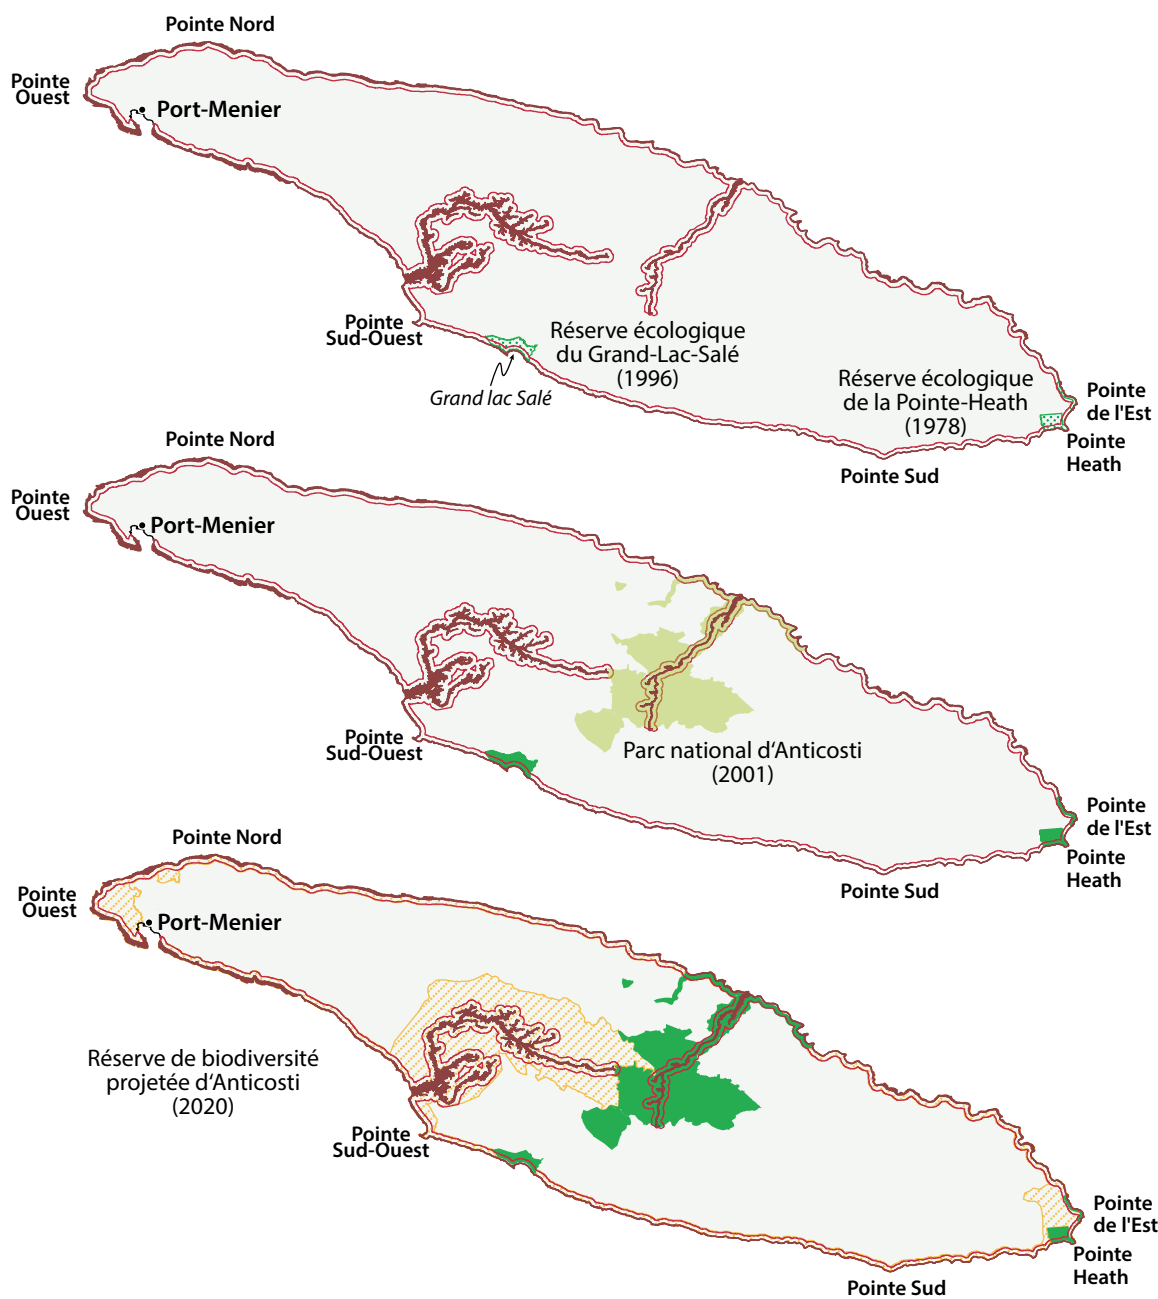 Pointe Nord
Pointe
Ouest
Port-Menier
Pointe
Sud-Ouest
Réserve écologique
du Grand-Lac-Salé
(1996)
Grand lac Salé
Réserve écologique
de la Pointe-Heath
(1978)
Pointe
de l'Est
Pointe
Heath
Pointe Sud
Pointe Nord
Pointe
Ouest
Port-Menier
Pointe
Sud-Ouest
Parc national d‘Anticosti
(2001)
Pointe
de l'Est
Pointe
Heath
Pointe Sud
Pointe Nord
Pointe
Ouest
Port-Menier
Réserve de biodiversité
projetée d‘Anticosti
(2020)
Pointe
Sud-Ouest
Pointe
de l'Est
Pointe
Heath
Pointe Sud